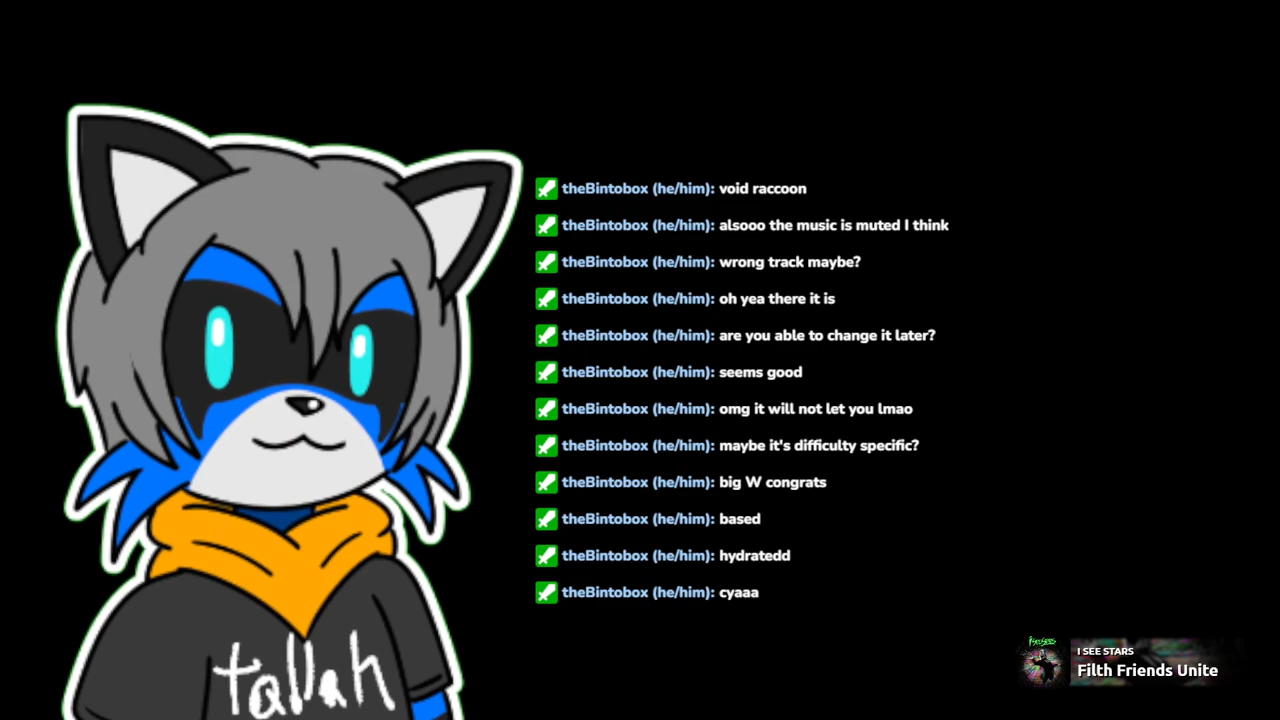 theBintobox (he/him): void raccoon
theBintobox (he/him): alsooo the music is muted I think
theBintobox (he/him): wrong track maybe?
theBintobox (he/him): oh yea there it is
theBintobox (he/him): are you able to change it later?
theBintobox (he/him): seems good
theBintobox (he/him): omg it will not let you lmao
theBintobox (he/him): maybe it's difficulty specific?
theBintobox (he/him): big W congrats
theBintobox (he/him): based
theBintobox (he/him): hydratedd
theBintobox (he/him): cyaaa
tallah
I SEE STARS
Filth Friends Unite